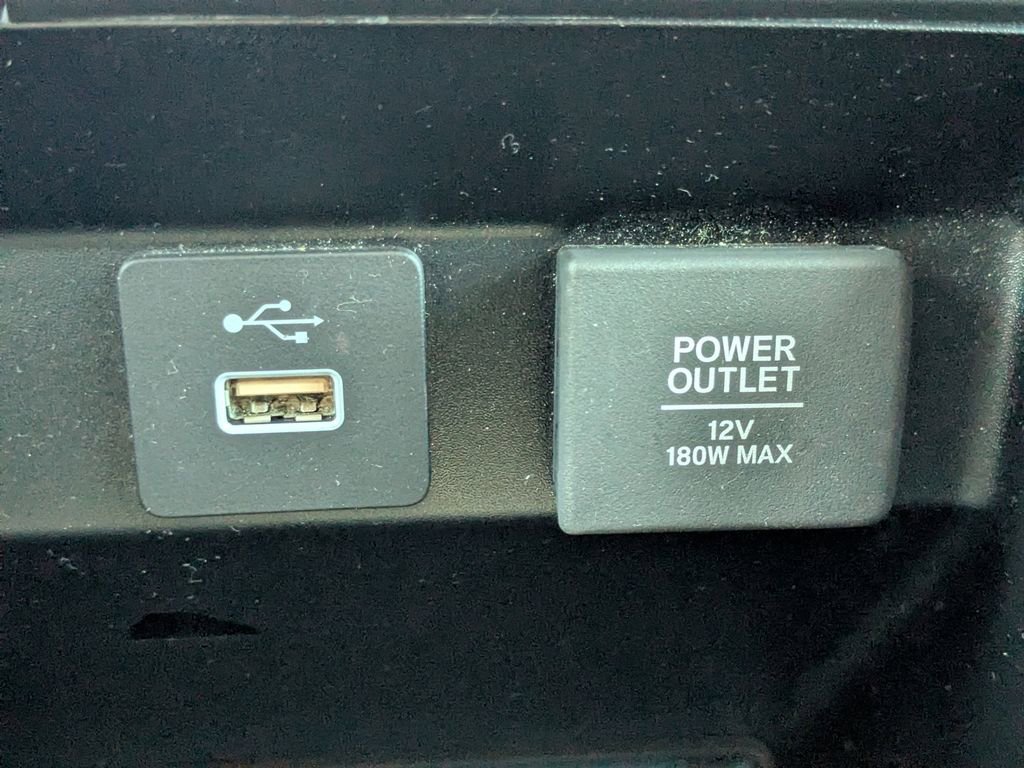 POWER
OUTLET
12V
180W MAX